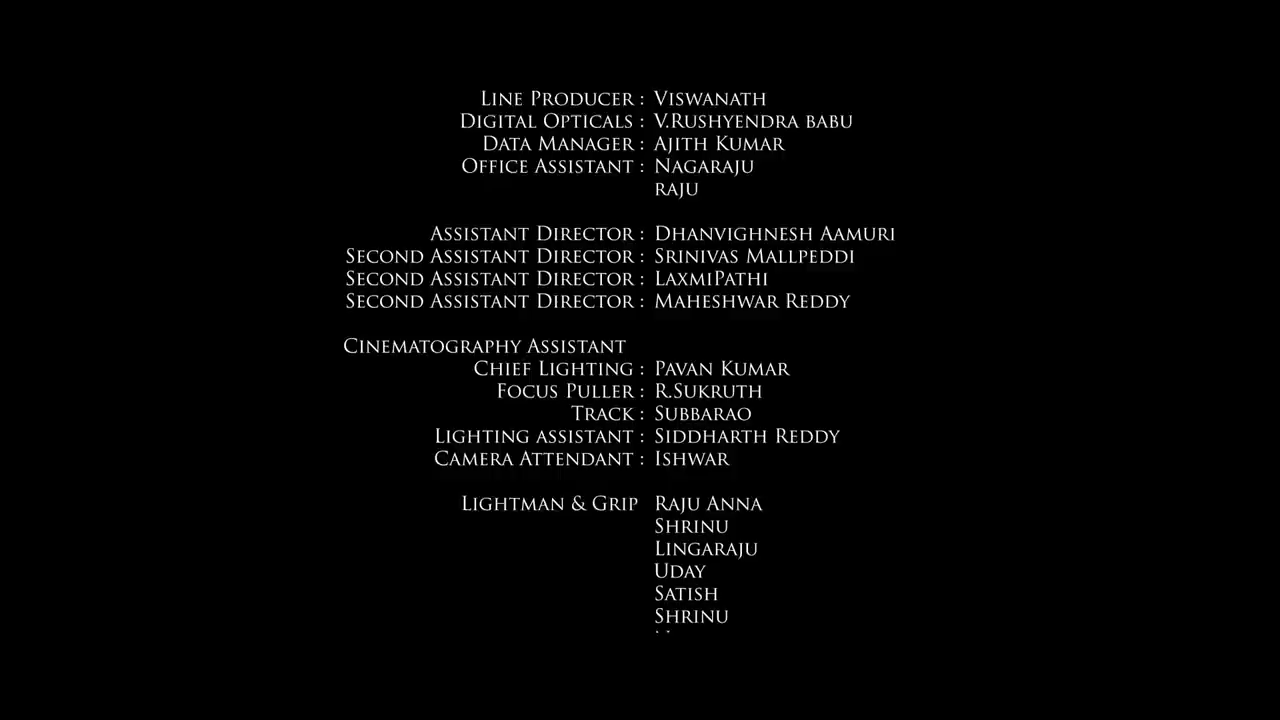 Line Producer : Viswanath
Digital Opticals : V.Rushyendra babu
Data Manager : Ajith Kumar
Office Assistant : Nagaraju
raju
Assistant Director : Dhanvighnesh Aamuri
Second Assistant Director : Srinivas Mallpeddi
Second Assistant Director : LaxmiPathi
Second Assistant Director : Maheshwar Reddy
Cinematography Assistant
Chief Lighting : Pavan Kumar
Focus Puller : R.Sukruth
Track : Subbarao
Lighting assistant : Siddharth Reddy
Camera Attendant : Ishwar
Lightman & Grip Raju Anna
Shrinu
Lingaraju
Uday
Satish
Shrinu